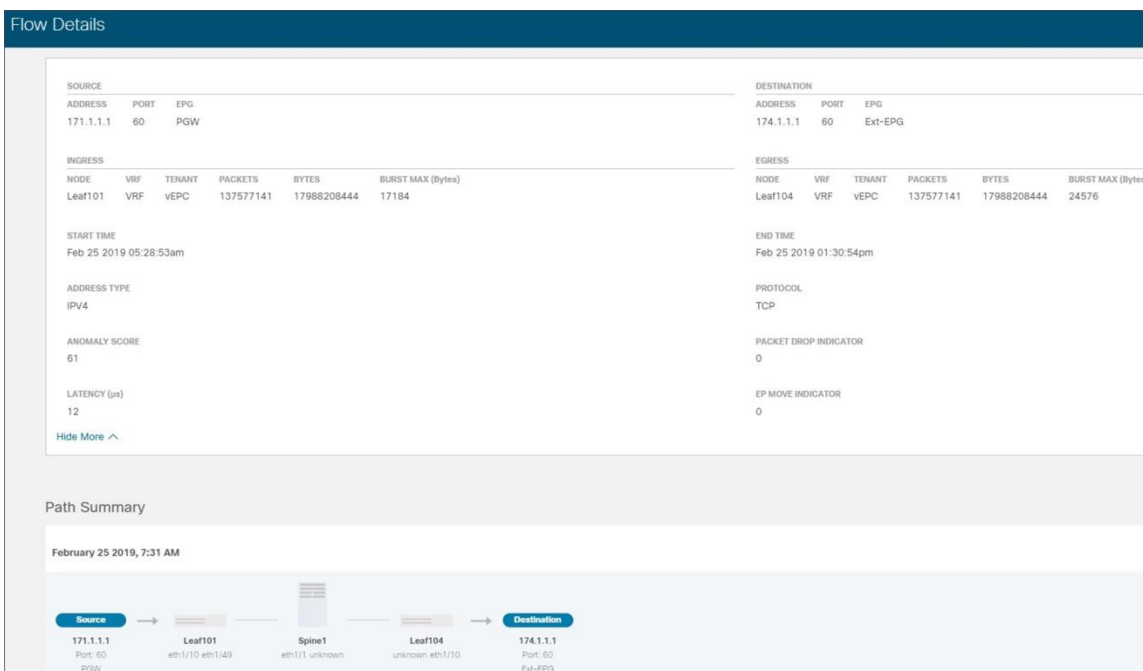 Flow Details
SOURCE
ADDRESS PORT EPG
171.1.1.1 60 PGW
DESTINATION
ADDRESS PORT EPG
174.1.1.1 60 Ext-EPG
INGRESS
NODE VRF TENANT PACKETS BYTES BURST MAX (Bytes)
Leaf101 VRF vEPC 137577141 17988208444 17184
EGRESS
NODE VRF TENANT PACKETS BYTES BURST MAX (Bytes
Leaf104 VRF vEPC 137577141 17988208444 24576
START TIME
Feb 25 2019 05:28:53am
END TIME
Feb 25 2019 01:30:54pm
ADDRESS TYPE
IPV4
PROTOCOL
TCP
ANOMALY SCORE
61
PACKET DROP INDICATOR
0
LATENCY (µs)
12
EP MOVE INDICATOR
0
Hide More
Path Summary
February 25 2019, 7:31 AM
Source
171.1.1.1
Port: 60
PGW
Leaf101
eth1/10 eth1/49
Spine1
eth1/1 unknown
Leaf104
unknown eth1/10
Destination
174.1.1.1
Port: 60
Ext-EPG